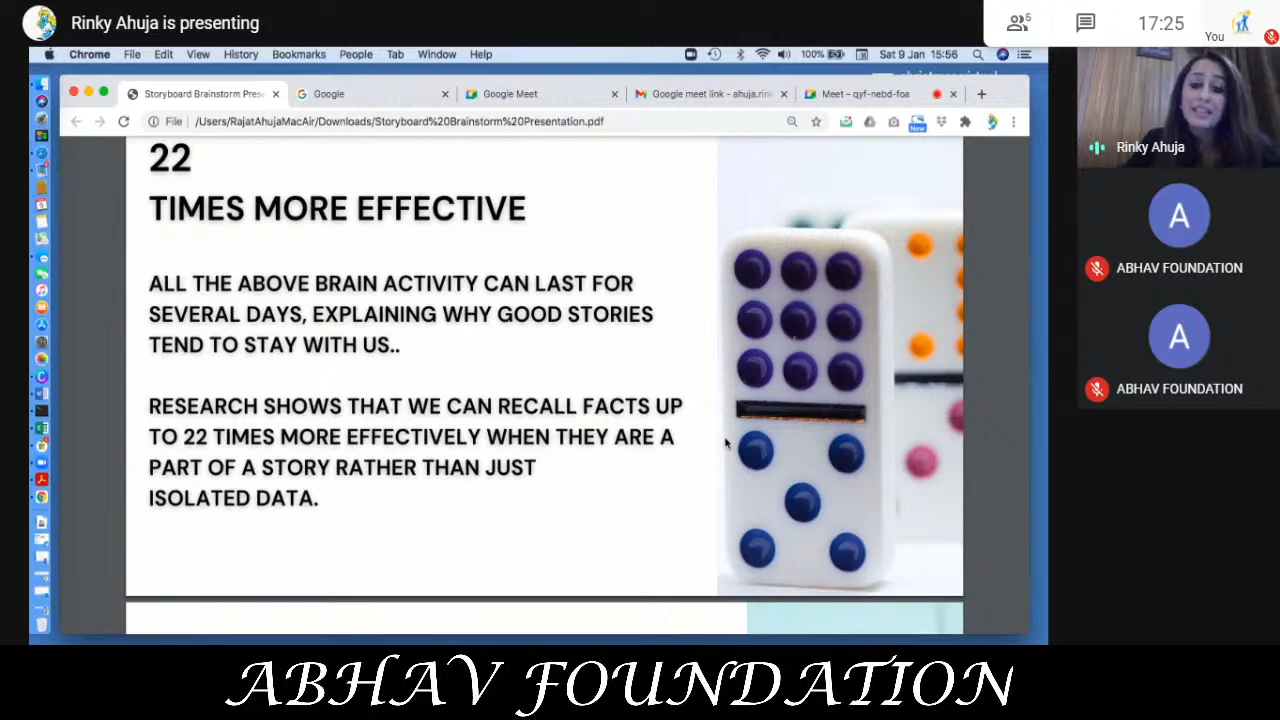 Rinky Ahuja is presenting
5
17:25
You
Chrome File Edit View History Bookmarks People Tab Window Help
100% Sat 9 Jan 15:56
Storyboard Brainstorm Prese
Google
Google Meet
Google meet link - ahuja.rin
Meet - qyf-nebd-foa
File /Users/RajatAhujaMacAir/Downloads/Storyboard%20Brainstorm%20Presentation.pdf
New
22
TIMES MORE EFFECTIVE
ALL THE ABOVE BRAIN ACTIVITY CAN LAST FOR
SEVERAL DAYS, EXPLAINING WHY GOOD STORIES
TEND TO STAY WITH US..
RESEARCH SHOWS THAT WE CAN RECALL FACTS UP
TO 22 TIMES MORE EFFECTIVELY WHEN THEY ARE A
PART OF A STORY RATHER THAN JUST
ISOLATED DATA.
Rinky Ahuja
A
ABHAV FOUNDATION
A
ABHAV FOUNDATION
ABHAV FOUNDATION